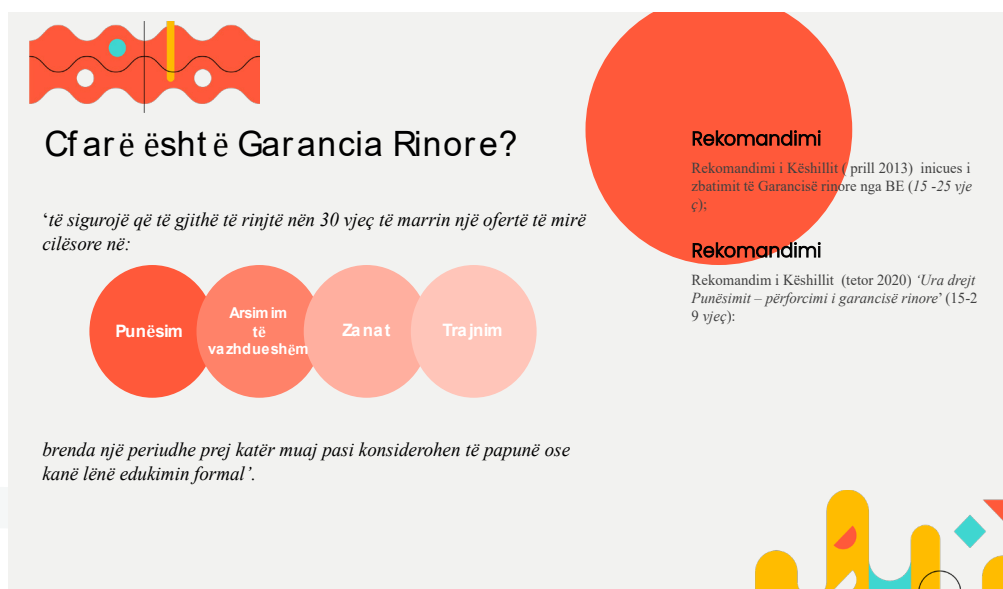 Cfarë është Garancia Rinore?
‘të sigurojë që të gjithë të rinjtë nën 30 vjeç të marrin një ofertë të mirë
cilësore në:
Punësim
Arsimim
të
vazhdueshëm
Zanat
Trajnim
brenda një periudhe prej katër muaj pasi konsiderohen të papunë ose
kanë lënë edukimin formal’.
Rekomandimi
Rekomandimi i Këshillit ( prill 2013) inicues i
zbatimit të Garancisë rinore nga BE (15 -25 vje
ç);
Rekomandimi
Rekomandim i Këshillit (tetor 2020) ‘Ura drejt
Punësimit – përforcimi i garancisë rinore’ (15-2
9 vjeç):